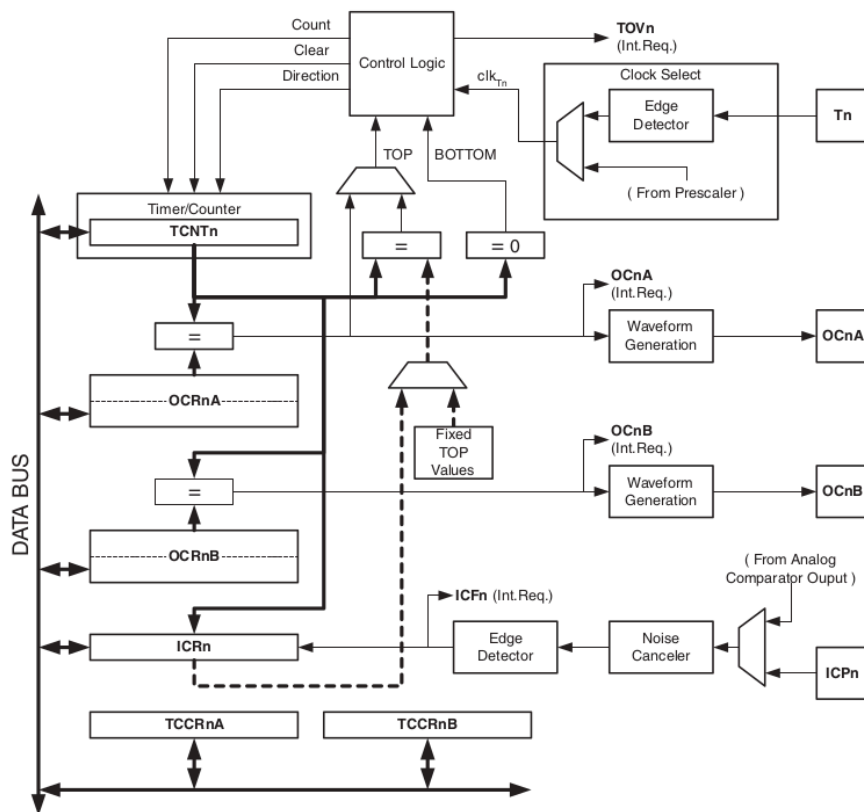 Count
Clear
Direction
Control Logic
TOVn
(Int.Req.)
clkTn
Clock Select
Edge
Detector
Tn
( From Prescaler )
TOP
BOTTOM
Timer/Counter
TCNTn
=
= 0
OCnA
(Int.Req.)
=
Waveform
Generation
OCnA
OCRnA
Fixed
TOP
Values
OCnB
(Int.Req.)
=
Waveform
Generation
OCnB
DATA BUS
OCRnB
( From Analog
Comparator Ouput )
ICFn (Int.Req.)
ICRn
Edge
Detector
Noise
Canceler
ICPn
TCCRnA
TCCRnB